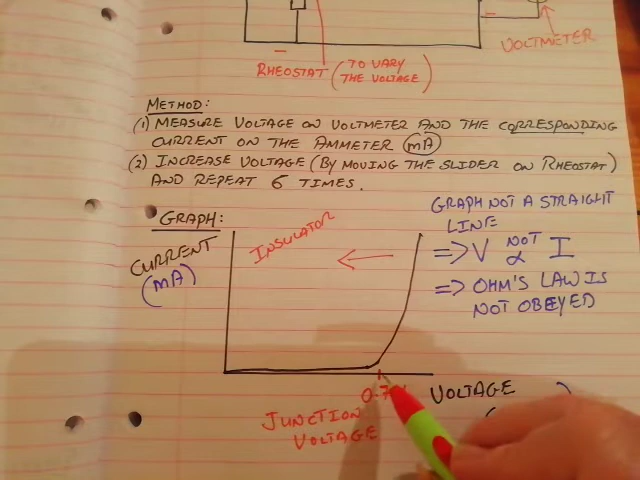 VOLTMETER
RHEOSTAT (TO VARY
THE VOLTAGE)
METHOD:
(1) MEASURE VOLTAGE ON VOLTMETER AND THE CORRESPONDING
CURRENT ON THE AMMETER (mA)
(2) INCREASE VOLTAGE (BY MOVING THE SLIDER ON RHEOSTAT)
AND REPEAT 6 TIMES.
GRAPH:
CURRENT
(mA)
INSULATOR
GRAPH NOT A STRAIGHT
LINE
=> V NOT ∝ I
=> OHM'S LAW IS
NOT OBEYED
JUNCTION
VOLTAGE
VOLTAGE